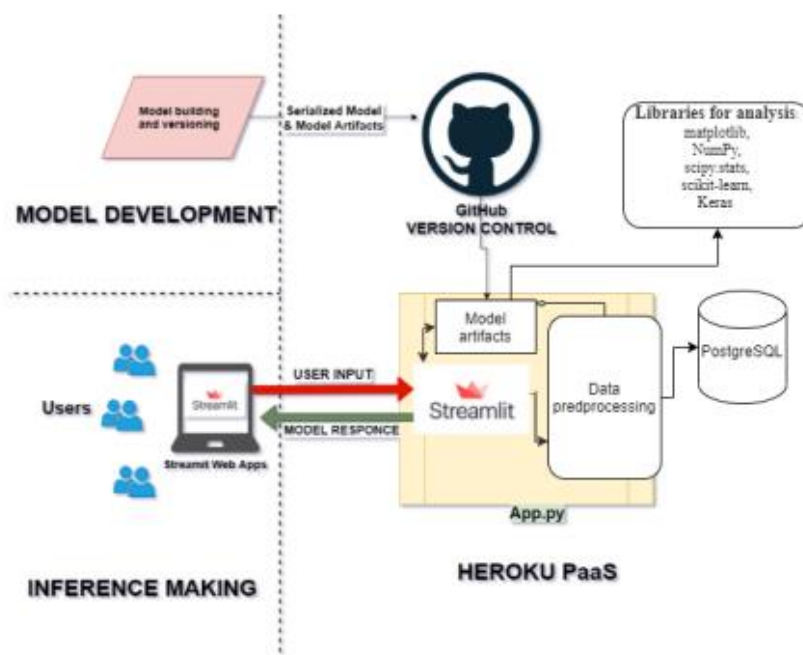 Model building
and versioning
Serialized Model
& Model Artifacts
MODEL DEVELOPMENT
GitHub
VERSION CONTROL
Libraries for analysis:
matplotlib,
NumPy,
scipy.stats,
scikit-learn,
Keras
Users
Streamlit
Streamit Web Apps
USER INPUT
MODEL RESPONCE
Model
artifacts
Streamlit
Data
predprocessing
PostgreSQL
App.py
INFERENCE MAKING
HEROKU PaaS